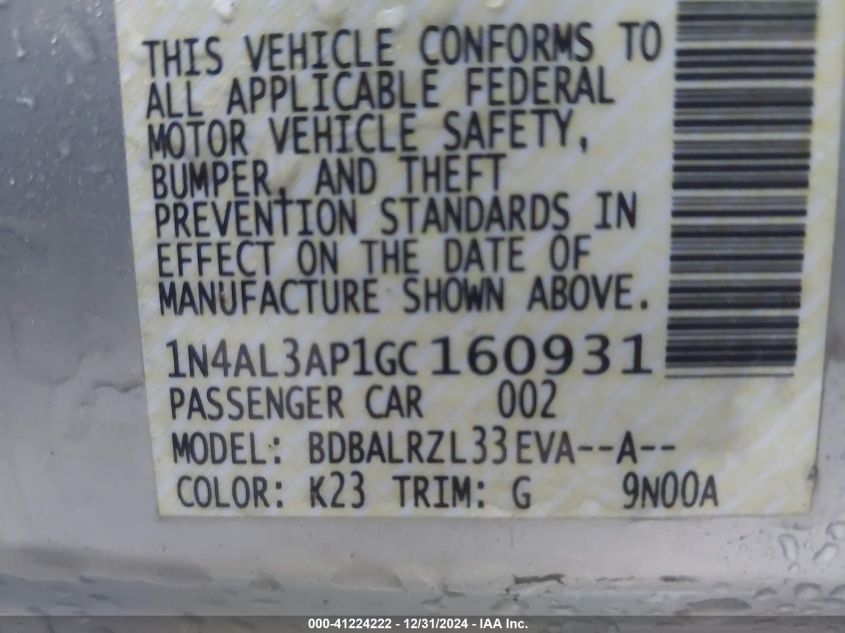 THIS VEHICLE CONFORMS TO
ALL APPLICABLE FEDERAL
MOTOR VEHICLE SAFETY,
BUMPER, AND THEFT
PREVENTION STANDARDS IN
EFFECT ON THE DATE OF
MANUFACTURE SHOWN ABOVE.
1N4AL3AP1GC160931
PASSENGER CAR 002
MODEL: BDBALRZL33EVA--A--
COLOR: K23 TRIM: G 9N00A
000-41224222 - 12/31/2024 - IAA Inc.